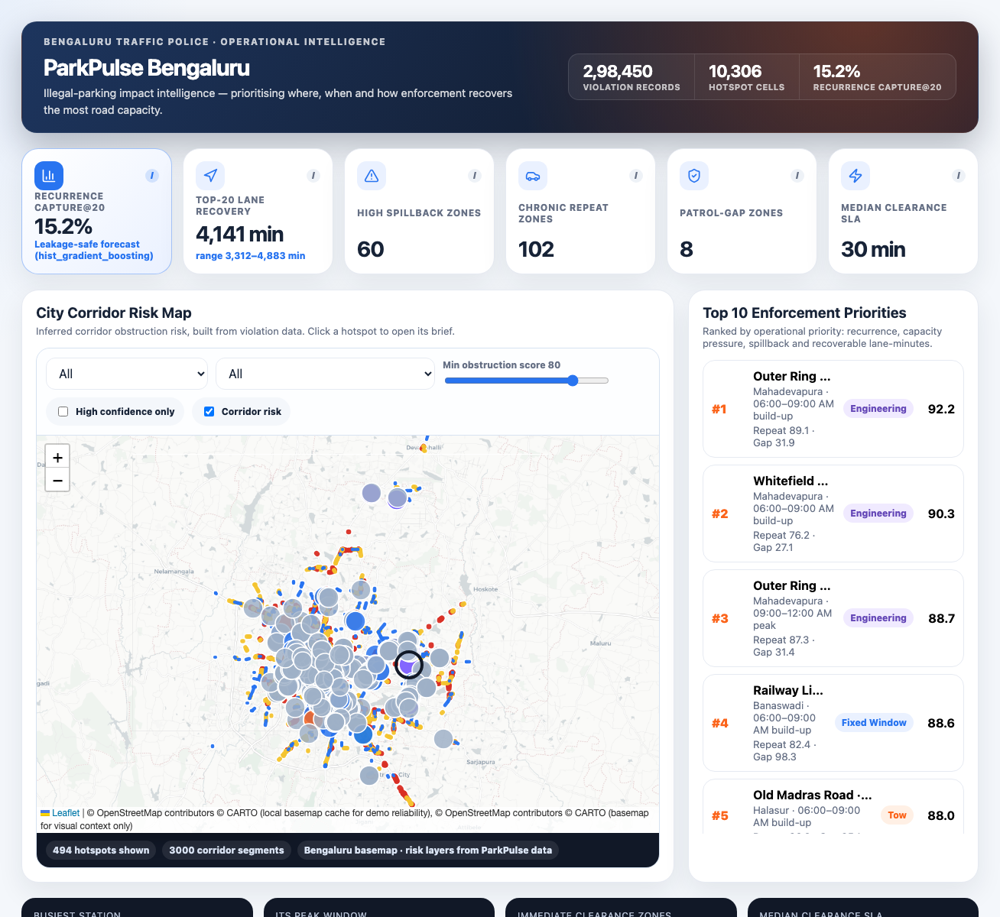 BENGALURU TRAFFIC POLICE · OPERATIONAL INTELLIGENCE
ParkPulse Bengaluru
Illegal-parking impact intelligence — prioritising where, when and how enforcement recovers
the most road capacity.
2,98,450
VIOLATION RECORDS
10,306
HOTSPOT CELLS
15.2%
RECURRENCE CAPTURE@20
i
RECURRENCE
CAPTURE@20
15.2%
Leakage-safe forecast
(hist_gradient_boosting)
i
TOP-20 LANE
RECOVERY
4,141 min
range 3,312–4,883 min
i
HIGH SPILLBACK ZONES
60
i
CHRONIC REPEAT
ZONES
102
i
PATROL-GAP ZONES
8
i
MEDIAN CLEARANCE
SLA
30 min
City Corridor Risk Map
Inferred corridor obstruction risk, built from violation data. Click a hotspot to open its brief.
All
All
Min obstruction score 80
High confidence only
Corridor risk
+
−
Nelamangala
Hoskote
Maluru
gadi
Sarjapura
Leaflet | © OpenStreetMap contributors © CARTO (local basemap cache for demo reliability), © OpenStreetMap contributors © CARTO (basemap
for visual context only)
494 hotspots shown
3000 corridor segments
Bengaluru basemap · risk layers from ParkPulse data
Top 10 Enforcement Priorities
Ranked by operational priority: recurrence, capacity
pressure, spillback and recoverable lane-minutes.
#1
Outer Ring ...
Mahadevapura ·
06:00–09:00 AM
build-up
Repeat 89.1 ·
Gap 31.9
Engineering
92.2
#2
Whitefield ...
Mahadevapura ·
06:00–09:00 AM
build-up
Repeat 76.2 ·
Gap 27.1
Engineering
90.3
#3
Outer Ring ...
Mahadevapura ·
09:00–12:00 AM
peak
Repeat 87.3 ·
Gap 31.4
Engineering
88.7
#4
Railway Li...
Banaswadi ·
06:00–09:00
AM build-up
Repeat 82.4 ·
Gap 98.3
Fixed Window
88.6
#5
Old Madras Road ·...
Halasur · 06:00–09:00
AM build-up
Tow
88.0
BUSIEST STATION
ITS PEAK WINDOW
IMMEDIATE CLEARANCE ZONES
MEDIAN CLEARANCE SLA